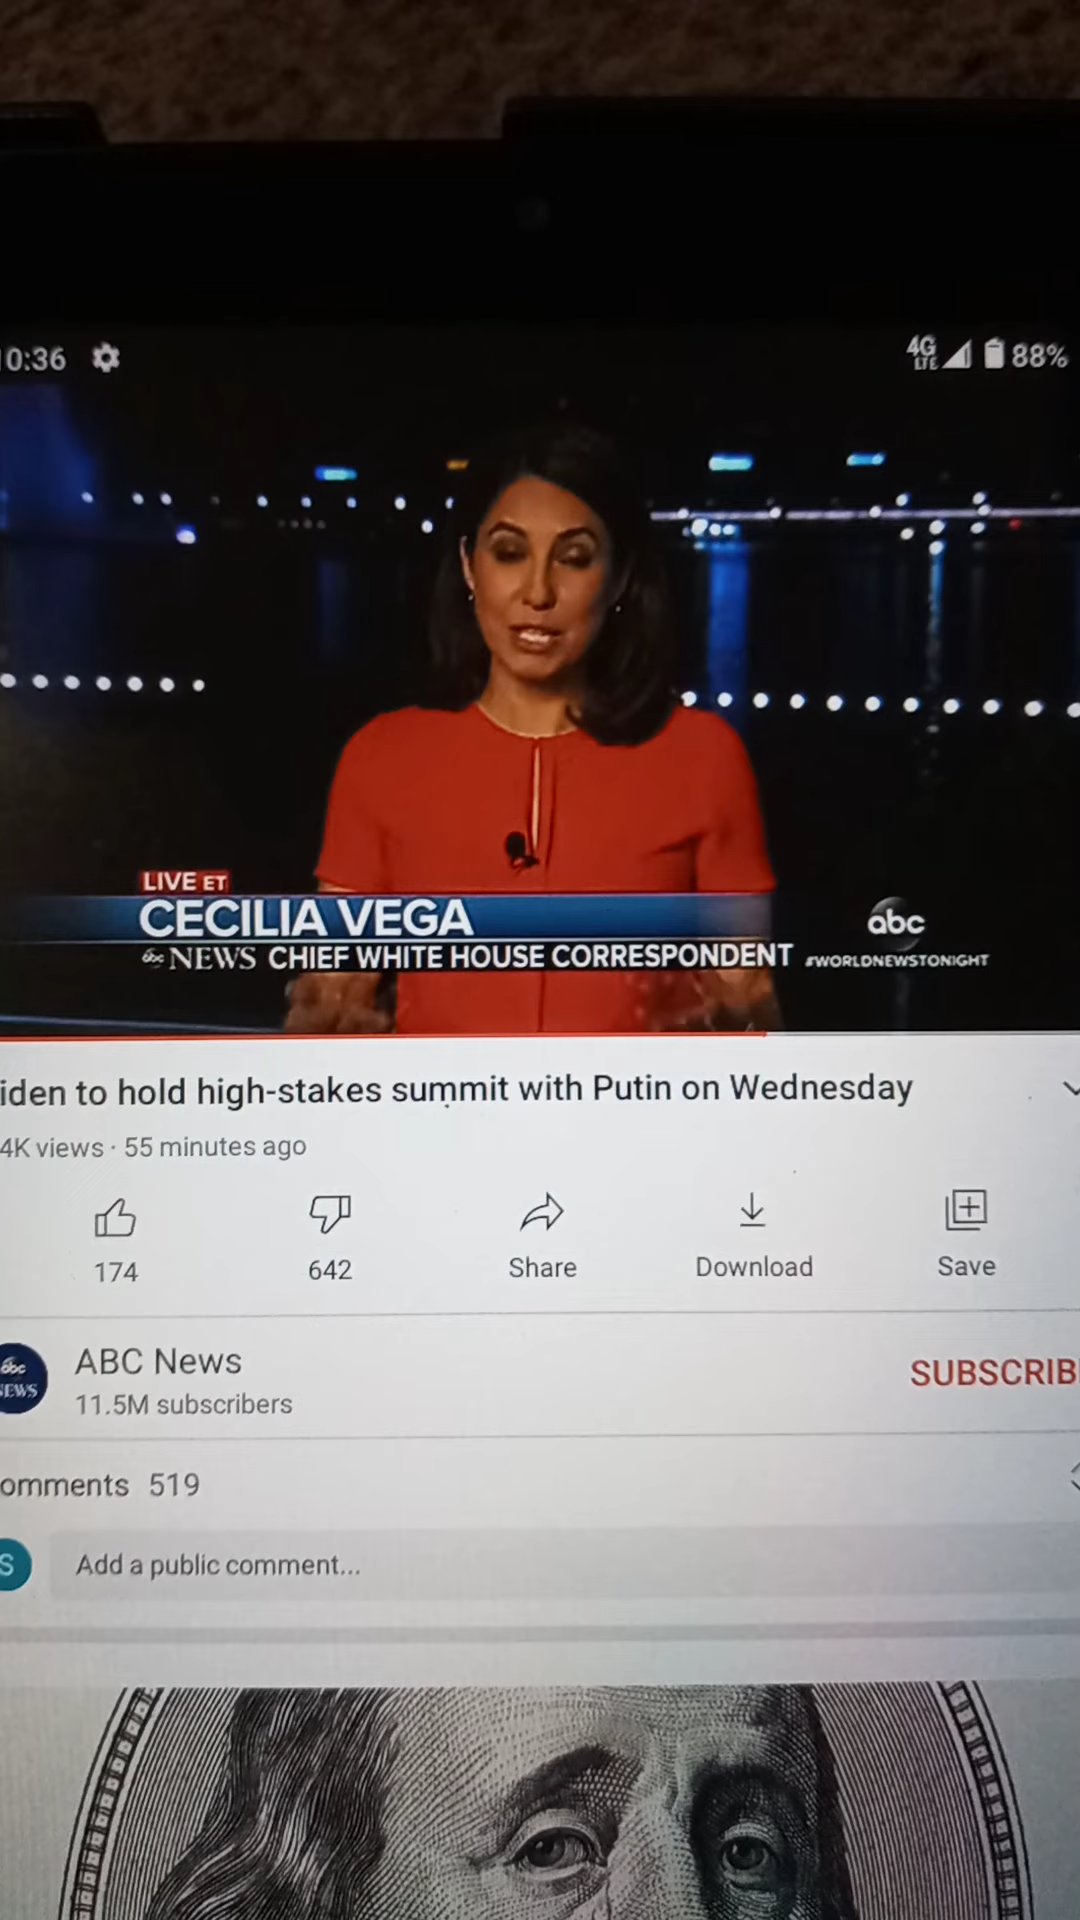 0:36
4G
LTE
88%
LIVE ET
CECILIA VEGA
abc
abc NEWS CHIEF WHITE HOUSE CORRESPONDENT
#WORLDNEWSTONIGHT
iden to hold high-stakes summit with Putin on Wednesday
4K views · 55 minutes ago
174
642
Share
Download
Save
abc
NEWS
ABC News
11.5M subscribers
SUBSCRIB
omments 519
S
Add a public comment...